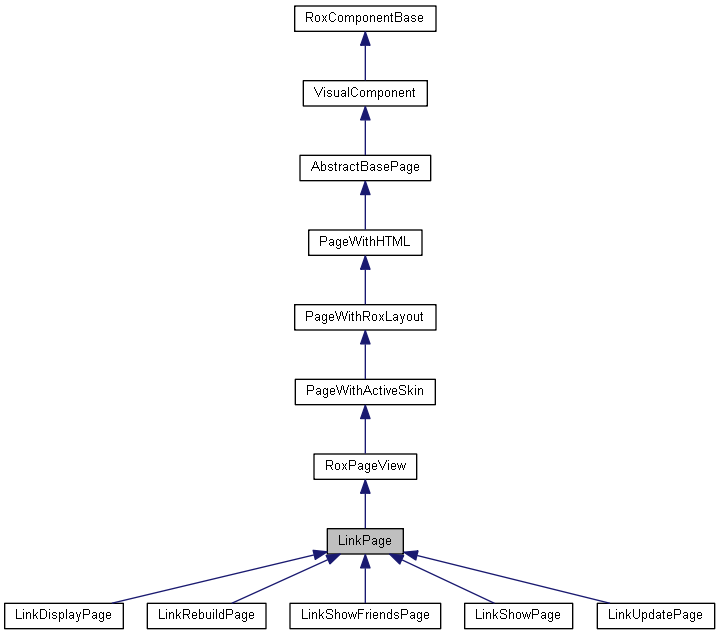 RoxComponentBase
VisualComponent
AbstractBasePage
PageWithHTML
PageWithRoxLayout
PageWithActiveSkin
RoxPageView
LinkPage
LinkDisplayPage
LinkRebuildPage
LinkShowFriendsPage
LinkShowPage
LinkUpdatePage